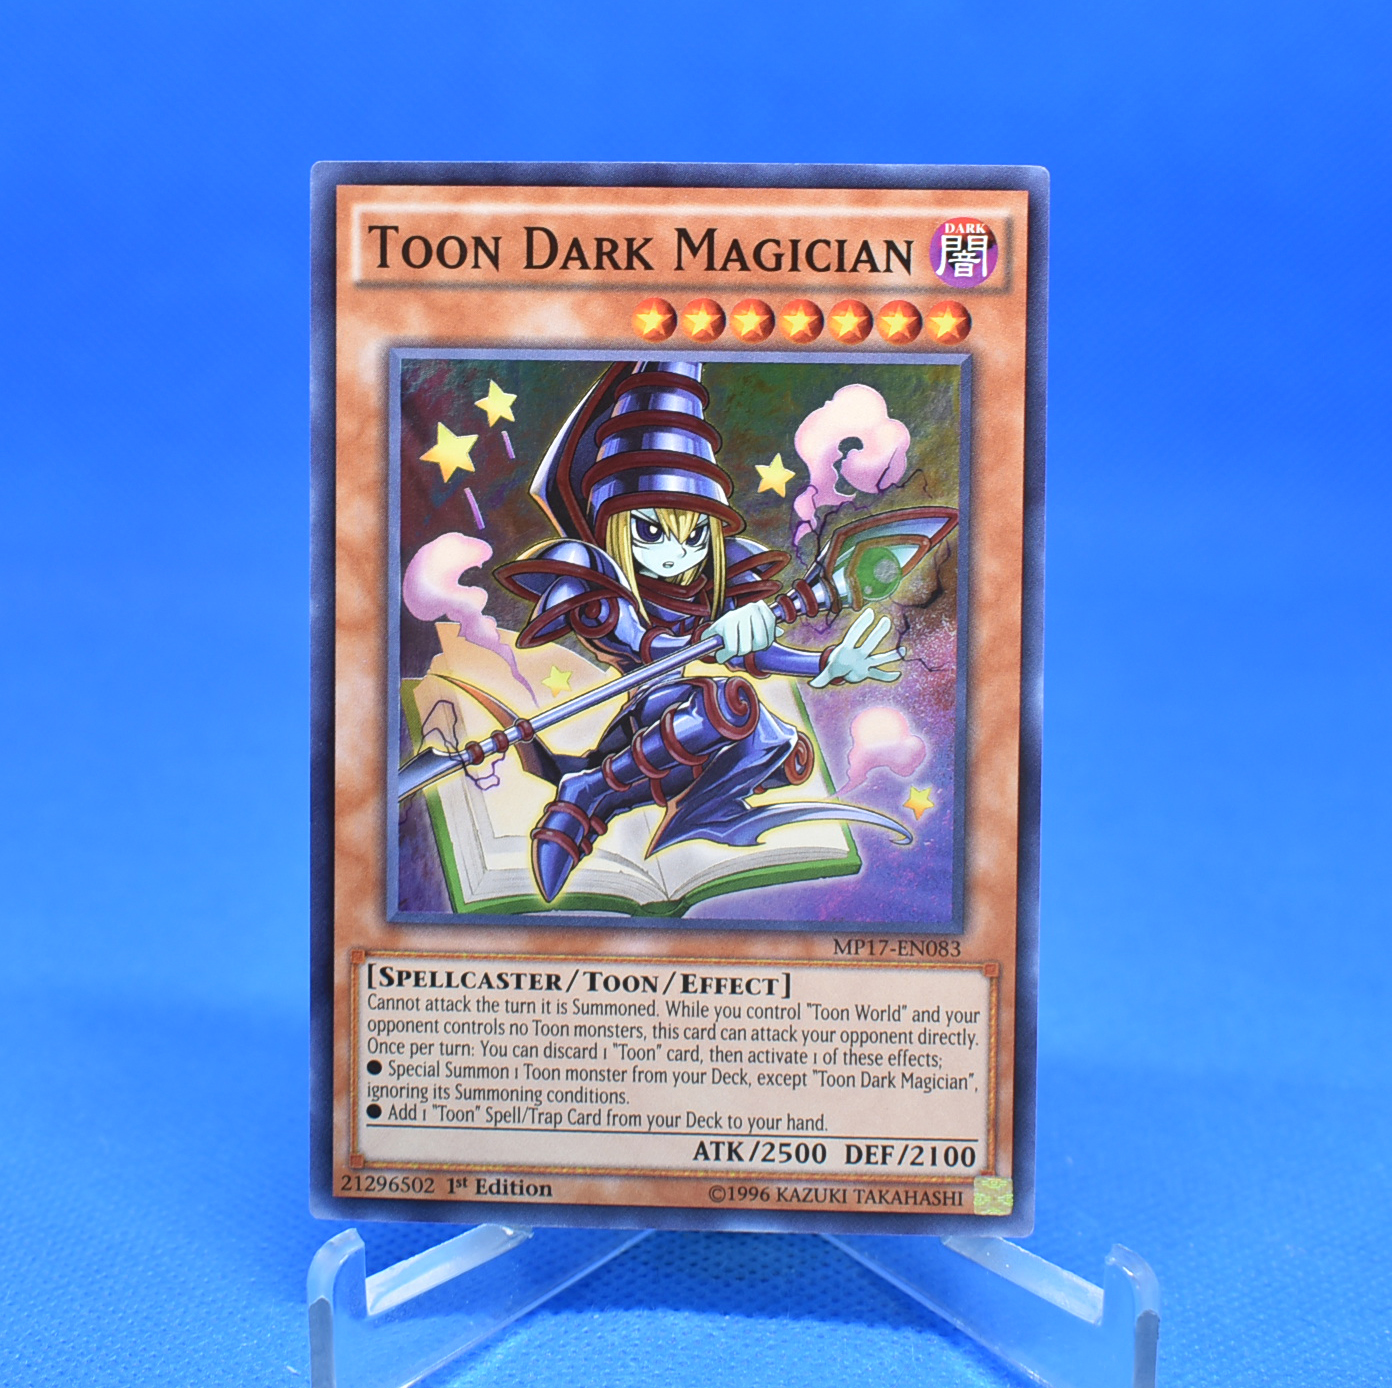 Toon Dark Magician
DARK
闇
MP17-EN083
[Spellcaster/Toon/Effect]
Cannot attack the turn it is Summoned. While you control "Toon World" and your
opponent controls no Toon monsters, this card can attack your opponent directly.
Once per turn: You can discard 1 "Toon" card, then activate 1 of these effects;
● Special Summon 1 Toon monster from your Deck, except "Toon Dark Magician",
ignoring its Summoning conditions.
● Add 1 "Toon" Spell/Trap Card from your Deck to your hand.
ATK/2500 DEF/2100
21296502 1st Edition ©1996 KAZUKI TAKAHASHI